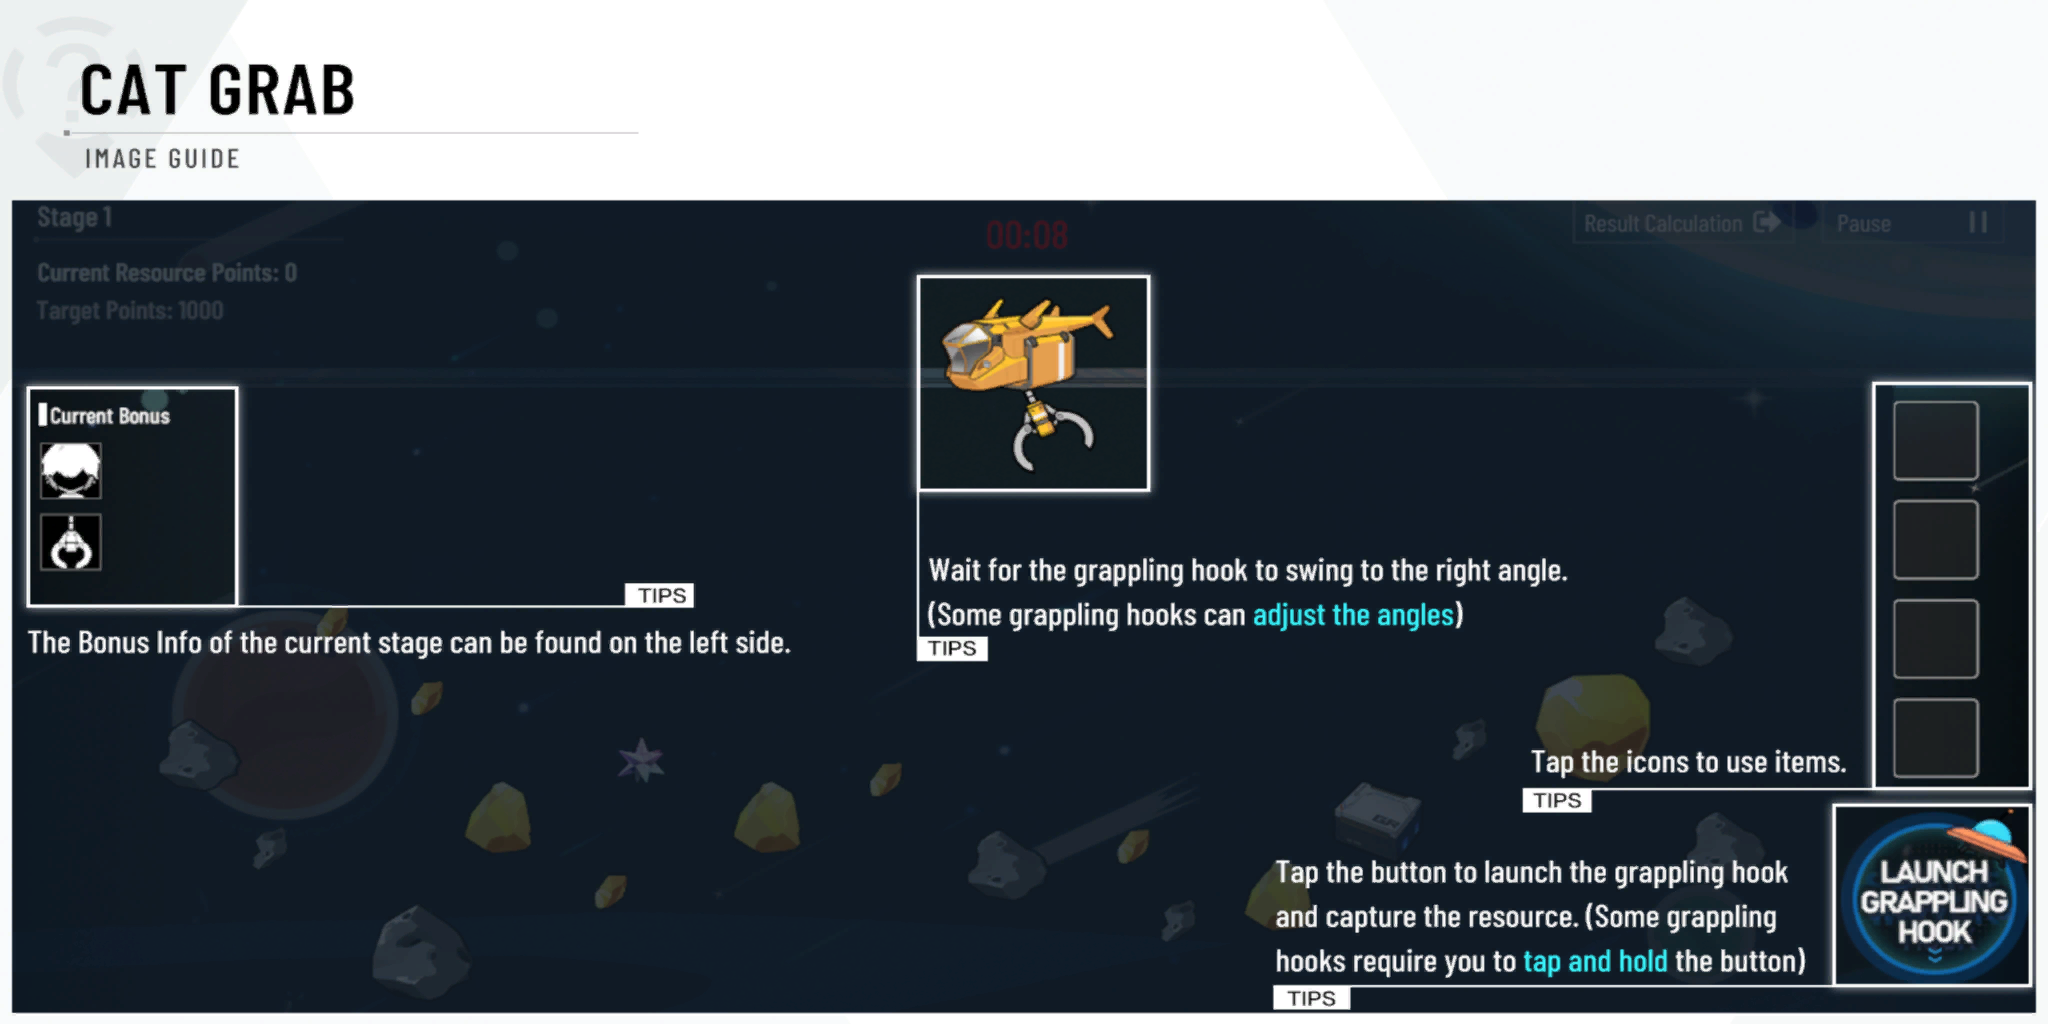 CAT GRAB
IMAGE GUIDE
Stage 1
00:08
Result Calculation
Pause
Current Resource Points: 0
Target Points: 1000
Current Bonus
TIPS
The Bonus Info of the current stage can be found on the left side.
Wait for the grappling hook to swing to the right angle.
(Some grappling hooks can adjust the angles)
TIPS
Tap the icons to use items.
TIPS
Tap the button to launch the grappling hook
and capture the resource. (Some grappling
hooks require you to tap and hold the button)
TIPS
LAUNCH
GRAPPLING
HOOK